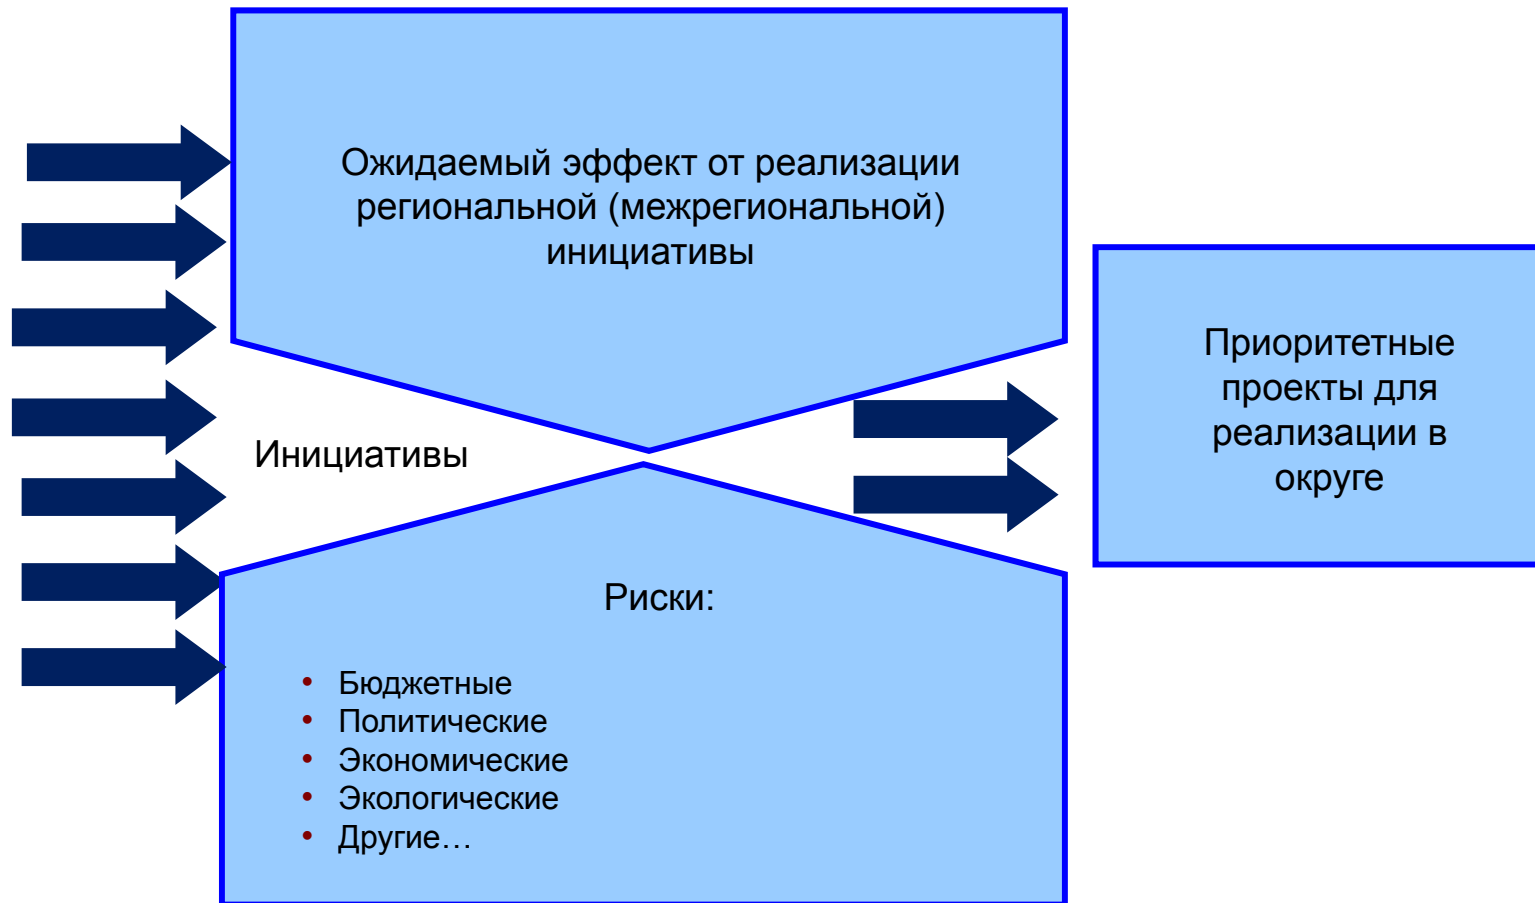 Ожидаемый эффект от реализации
региональной (межрегиональной)
инициативы
Инициативы
Приоритетные
проекты для
реализации в
округе
Риски:
• Бюджетные
• Политические
• Экономические
• Экологические
• Другие…